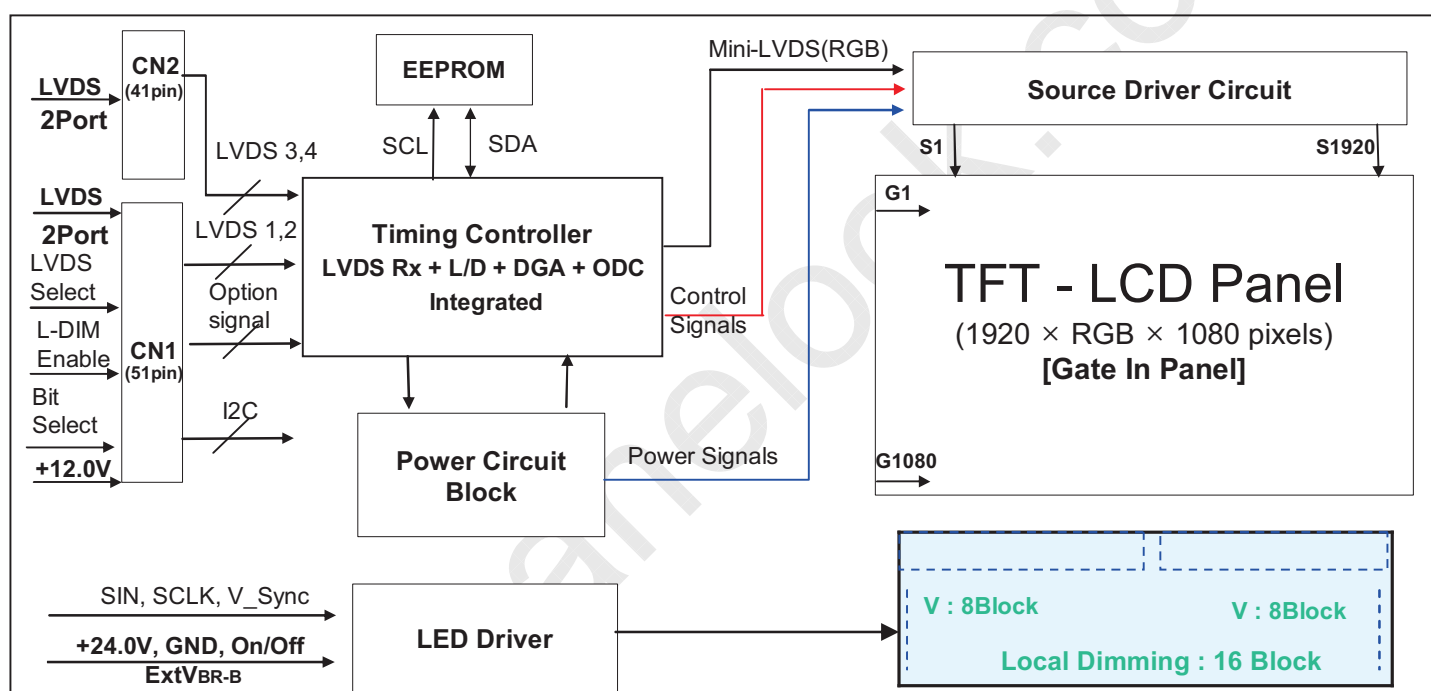 CN2
(41pin)
LVDS
2Port
LVDS 3,4
EEPROM
SCL
SDA
Mini-LVDS(RGB)
Source Driver Circuit
S1
S1920
LVDS
2Port
LVDS
Select
L-DIM
Enable
Bit
Select
+12.0V
CN1
(51pin)
LVDS 1,2
Option
signal
I2C
Timing Controller
LVDS Rx + L/D + DGA + ODC
Integrated
Control
Signals
G1
TFT - LCD Panel
(1920 × RGB × 1080 pixels)
[Gate In Panel]
G1080
Power Circuit
Block
Power Signals
SIN, SCLK, V_Sync
+24.0V, GND, On/Off
ExtVBR-B
LED Driver
V : 8Block
V : 8Block
Local Dimming : 16 Block